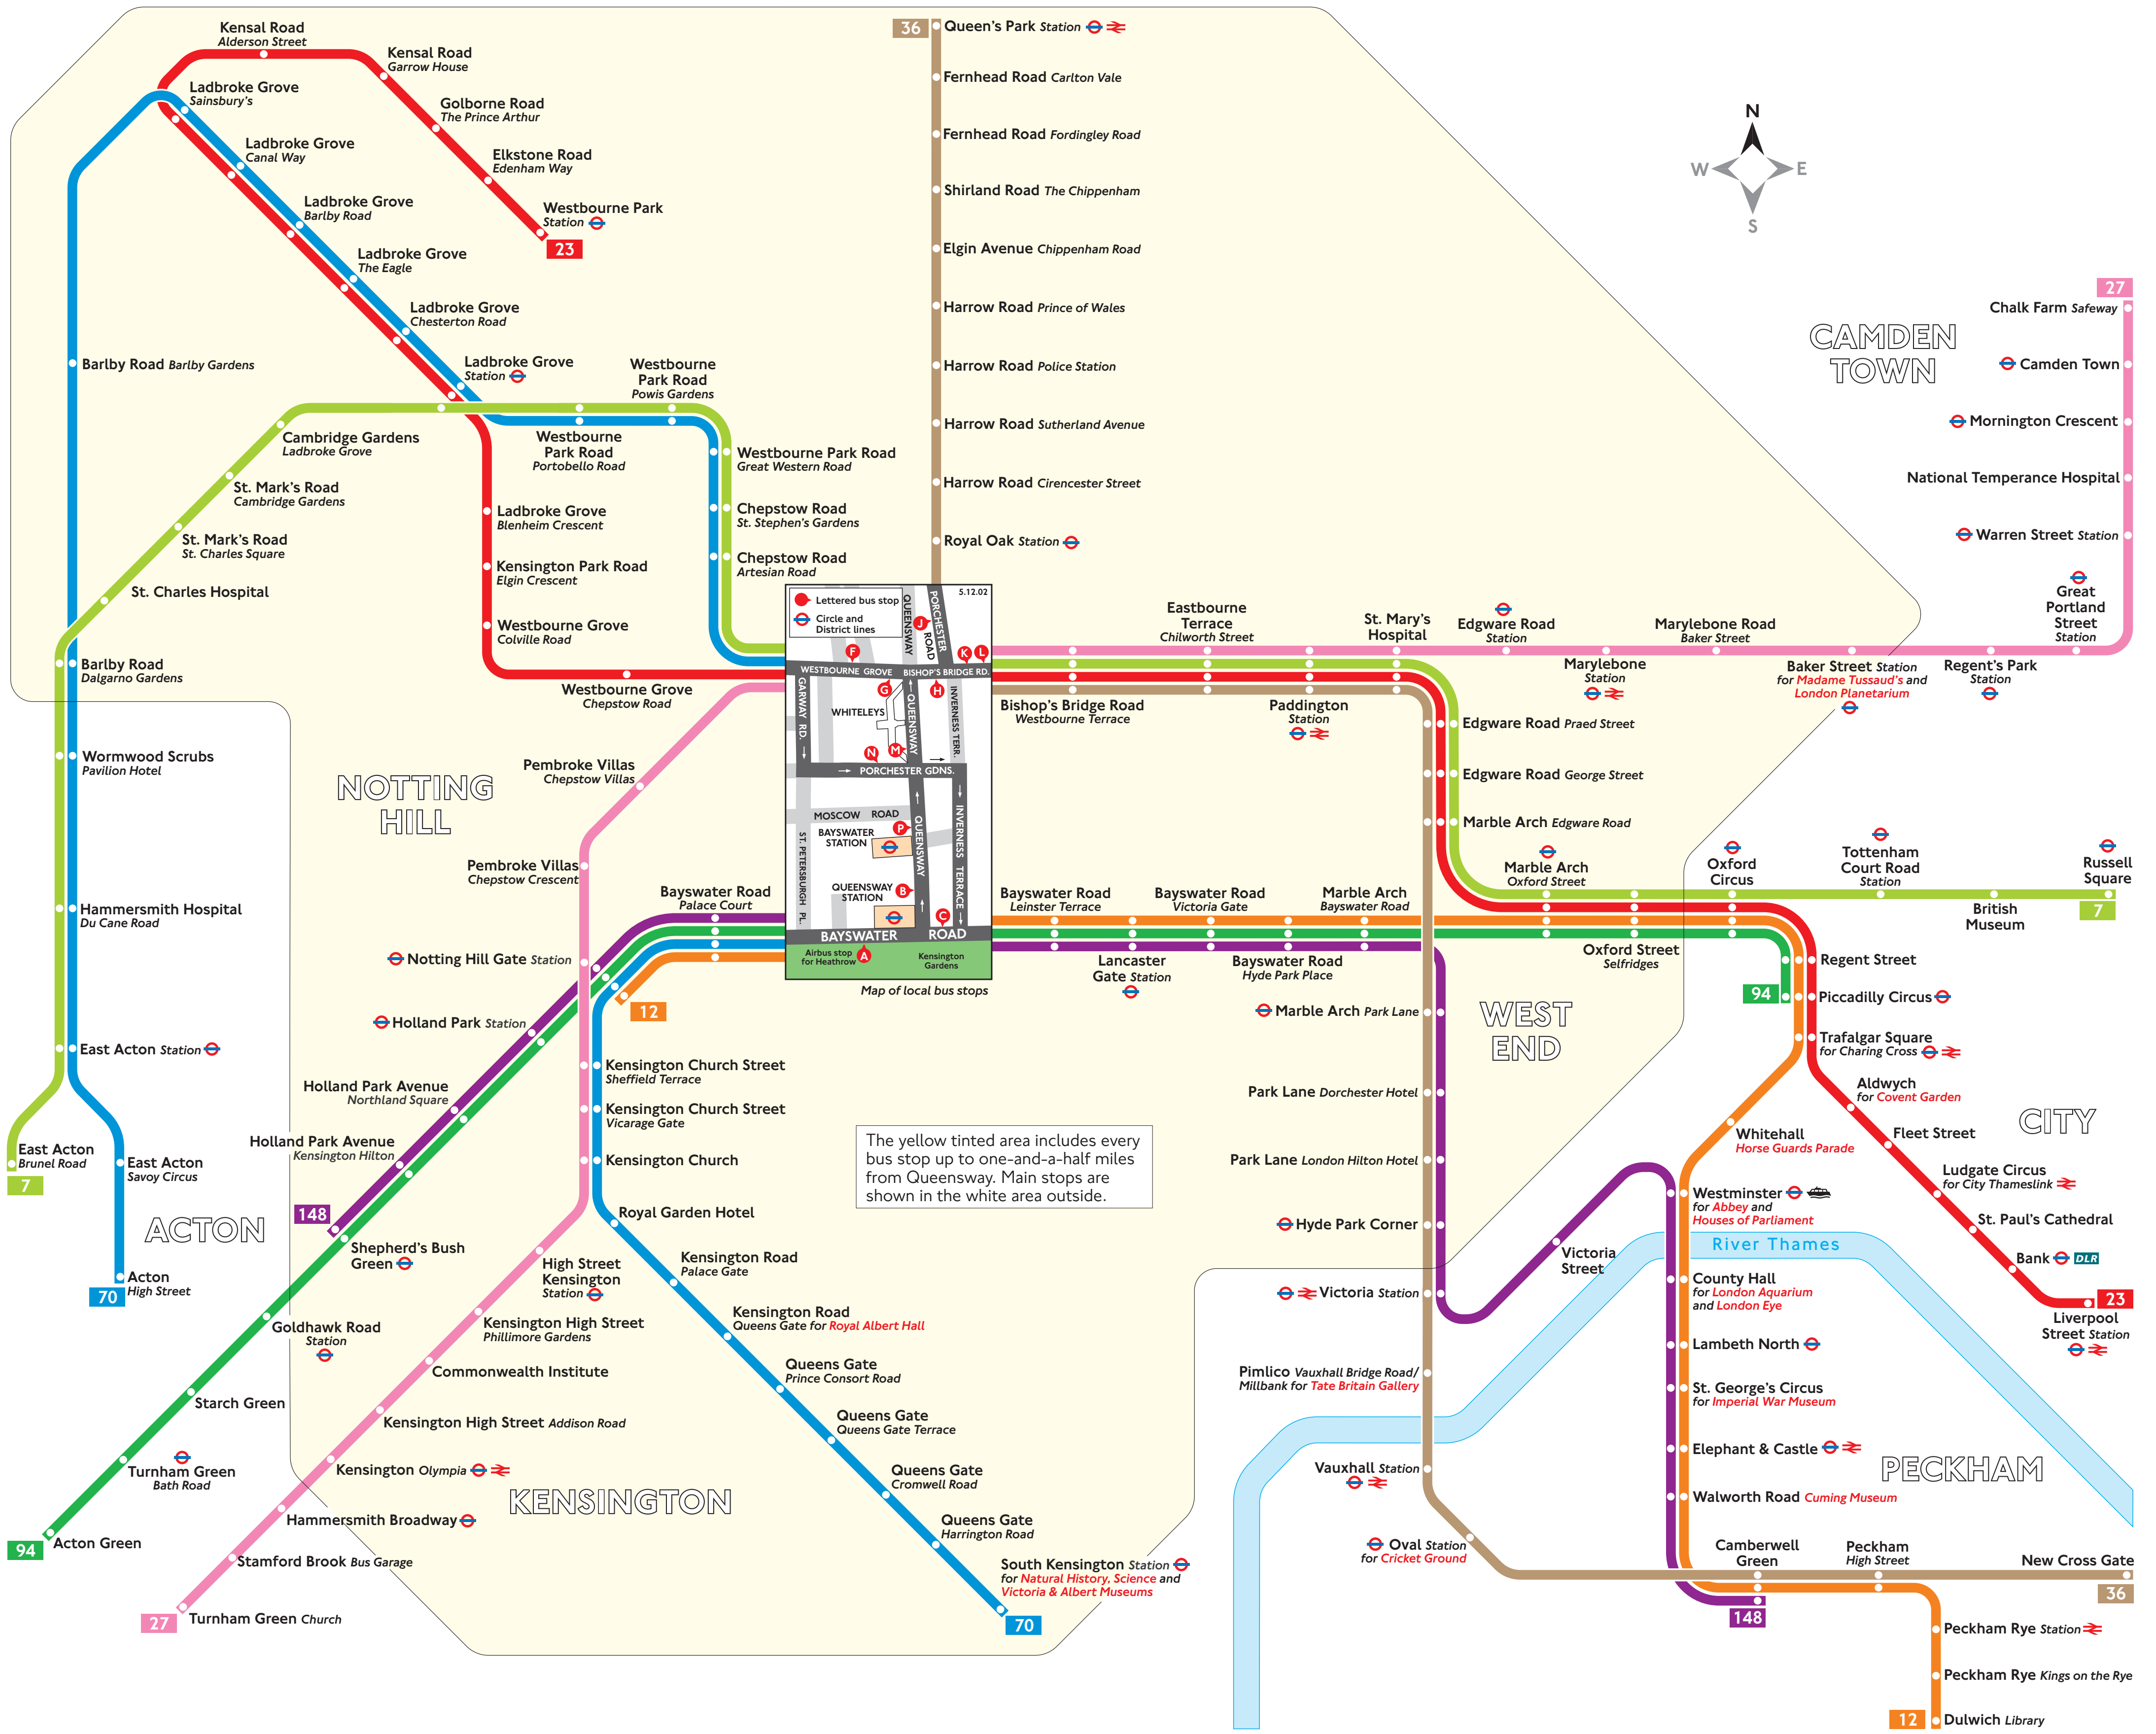 Kensal Road
Alderson Street
Kensal Road
Garrow House
Ladbroke Grove
Sainsbury's
Golborne Road
The Prince Arthur
Ladbroke Grove
Canal Way
Elkstone Road
Edenham Way
Ladbroke Grove
Barlby Road
Westbourne Park
Station
23
Ladbroke Grove
The Eagle
Ladbroke Grove
Chesterton Road
Ladbroke Grove
Station
Westbourne
Park Road
Powis Gardens
Barlby Road Barlby Gardens
Cambridge Gardens
Ladbroke Grove
Westbourne
Park Road
Portobello Road
Westbourne Park Road
Great Western Road
St. Mark's Road
Cambridge Gardens
Ladbroke Grove
Blenheim Crescent
Chepstow Road
St. Stephen's Gardens
St. Mark's Road
St. Charles Square
Kensington Park Road
Elgin Crescent
Chepstow Road
Artesian Road
St. Charles Hospital
Westbourne Grove
Colville Road
Barlby Road
Dalgarno Gardens
Westbourne Grove
Chepstow Road
Wormwood Scrubs
Pavilion Hotel
Pembroke Villas
Chepstow Villas
NOTTING
HILL
Pembroke Villas
Chepstow Crescent
Hammersmith Hospital
Du Cane Road
Bayswater Road
Palace Court
Notting Hill Gate Station
12
Holland Park Station
East Acton Station
Kensington Church Street
Sheffield Terrace
Holland Park Avenue
Northland Square
Kensington Church Street
Vicarage Gate
Holland Park Avenue
Kensington Hilton
Kensington Church
East Acton
Brunel Road
7
East Acton
Savoy Circus
148
ACTON
Royal Garden Hotel
Shepherd's Bush
Green
High Street
Kensington
Station
Kensington Road
Palace Gate
Acton
High Street
70
Goldhawk Road
Station
Kensington High Street
Phillimore Gardens
Kensington Road
Queens Gate for Royal Albert Hall
Commonwealth Institute
Queens Gate
Prince Consort Road
Starch Green
Kensington High Street Addison Road
Queens Gate
Queens Gate Terrace
Turnham Green
Bath Road
Kensington Olympia
Queens Gate
Cromwell Road
KENSINGTON
Hammersmith Broadway
Queens Gate
Harrington Road
Acton Green
94
Stamford Brook Bus Garage
South Kensington Station
for Natural History, Science and
Victoria & Albert Museums
Turnham Green Church
27
70
36
Queen's Park Station
Fernhead Road Carlton Vale
Fernhead Road Fordingley Road
Shirland Road The Chippenham
Elgin Avenue Chippenham Road
Harrow Road Prince of Wales
Harrow Road Police Station
Harrow Road Sutherland Avenue
Harrow Road Cirencester Street
Royal Oak Station
5.12.02
Lettered bus stop
Circle and
District lines
QUEENSWAY
PORCHESTER
ROAD
J
F
K
L
WESTBOURNE GROVE
BISHOP'S BRIDGE RD.
G
H
GARWAY RD.
WHITELEYS
QUEENSWAY
INVERNESS TERR.
N
M
PORCHESTER GDNS.
MOSCOW ROAD
P
BAYSWATER
STATION
ST. PETERSBURGH PL.
QUEENSWAY
INVERNESS TERRACE
QUEENSWAY
STATION
B
C
BAYSWATER ROAD
Airbus stop
for Heathrow
A
Kensington
Gardens
Map of local bus stops
The yellow tinted area includes every
bus stop up to one-and-a-half miles
from Queensway. Main stops are
shown in the white area outside.
N
W
E
S
27
Chalk Farm Safeway
CAMDEN
TOWN
Camden Town
Mornington Crescent
National Temperance Hospital
Warren Street Station
Great
Portland
Street
Station
Eastbourne
Terrace
Chilworth Street
St. Mary's
Hospital
Edgware Road
Station
Marylebone Road
Baker Street
Bishop's Bridge Road
Westbourne Terrace
Paddington
Station
Marylebone
Station
Baker Street Station
for Madame Tussaud's and
London Planetarium
Regent's Park
Station
Edgware Road Praed Street
Edgware Road George Street
Marble Arch Edgware Road
Marble Arch
Oxford Street
Oxford
Circus
Tottenham
Court Road
Station
Russell
Square
7
British
Museum
Bayswater Road
Leinster Terrace
Bayswater Road
Victoria Gate
Marble Arch
Bayswater Road
Lancaster
Gate Station
Bayswater Road
Hyde Park Place
Oxford Street
Selfridges
Regent Street
94
Piccadilly Circus
Marble Arch Park Lane
WEST
END
Trafalgar Square
for Charing Cross
Park Lane Dorchester Hotel
Aldwych
for Covent Garden
CITY
Whitehall
Horse Guards Parade
Fleet Street
Park Lane London Hilton Hotel
Ludgate Circus
for City Thameslink
Westminster
for Abbey and
Houses of Parliament
Hyde Park Corner
St. Paul's Cathedral
Victoria
Street
River Thames
Bank
DLR
Victoria Station
County Hall
for London Aquarium
and London Eye
23
Liverpool
Street Station
Lambeth North
Pimlico Vauxhall Bridge Road/
Millbank for Tate Britain Gallery
St. George's Circus
for Imperial War Museum
Elephant & Castle
PECKHAM
Vauxhall Station
Walworth Road Cuming Museum
Oval Station
for Cricket Ground
Camberwell
Green
Peckham
High Street
New Cross Gate
36
148
Peckham Rye Station
Peckham Rye Kings on the Rye
12
Dulwich Library